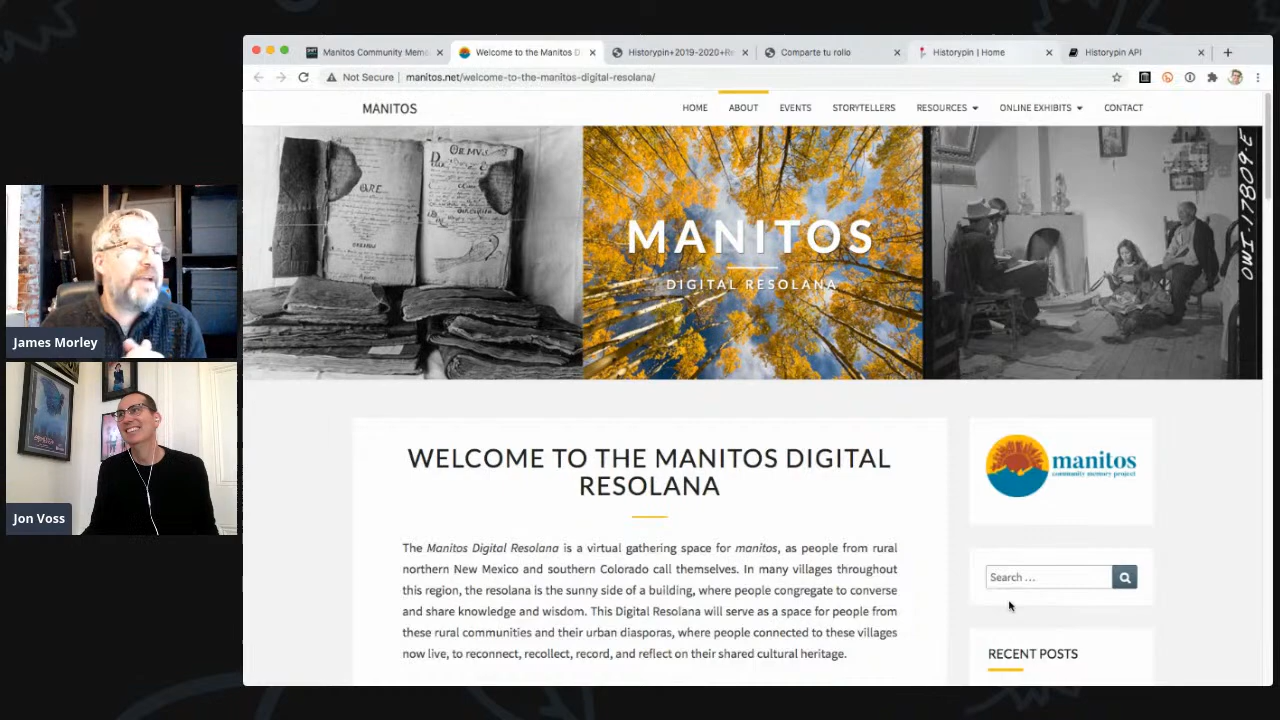 Manitos Community Mem
Welcome to the Manitos D
Historypin+2019-2020+Re
Comparte tu rollo
Historypin | Home
Historypin API
Not Secure | manitos.net/welcome-to-the-manitos-digital-resolana/
MANITOS
HOME
ABOUT
EVENTS
STORYTELLERS
RESOURCES
ONLINE EXHIBITS
CONTACT
MANITOS
DIGITAL RESOLANA
OWI·17809·E
James Morley
Jon Voss
WELCOME TO THE MANITOS DIGITAL
RESOLANA
The Manitos Digital Resolana is a virtual gathering space for manitos, as people from rural
northern New Mexico and southern Colorado call themselves. In many villages throughout
this region, the resolana is the sunny side of a building, where people congregate to converse
and share knowledge and wisdom. This Digital Resolana will serve as a space for people from
these rural communities and their urban diasporas, where people connected to these villages
now live, to reconnect, recollect, record, and reflect on their shared cultural heritage.
manitos
community memory project
Search …
RECENT POSTS